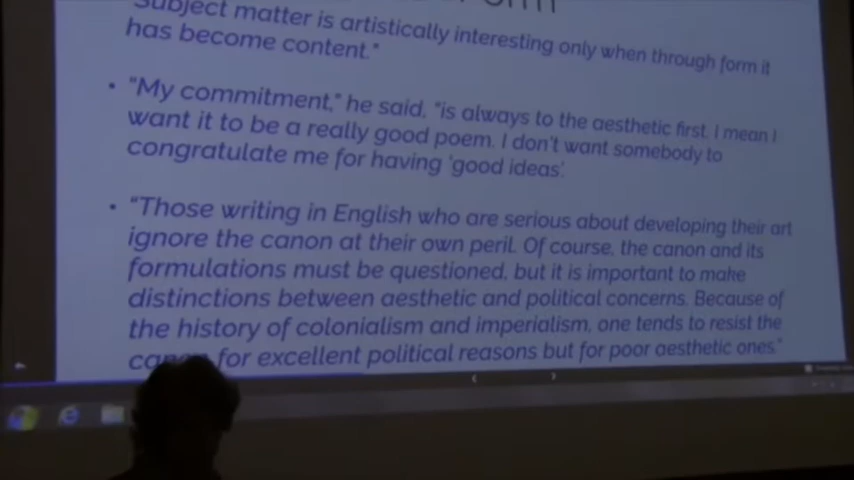 "Subject matter is artistically interesting only when through form it
has become content."
• "My commitment," he said, "is always to the aesthetic first. I mean I
want it to be a really good poem. I don't want somebody to
congratulate me for having 'good ideas'.
• "Those writing in English who are serious about developing their art
ignore the canon at their own peril. Of course, the canon and its
formulations must be questioned, but it is important to make
distinctions between aesthetic and political concerns. Because of
the history of colonialism and imperialism, one tends to resist the
canon for excellent political reasons but for poor aesthetic ones."